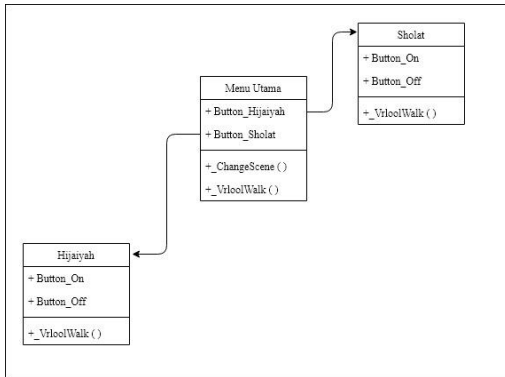 Sholat
+ Button_On
+ Button_Off
+_VrloolWalk ( )
Menu Utama
+ Button_Hijaiyah
+ Button_Sholat
+_ChangeScene ( )
+_VrloolWalk ( )
Hijaiyah
+ Button_On
+ Button_Off
+_VrloolWalk ( )